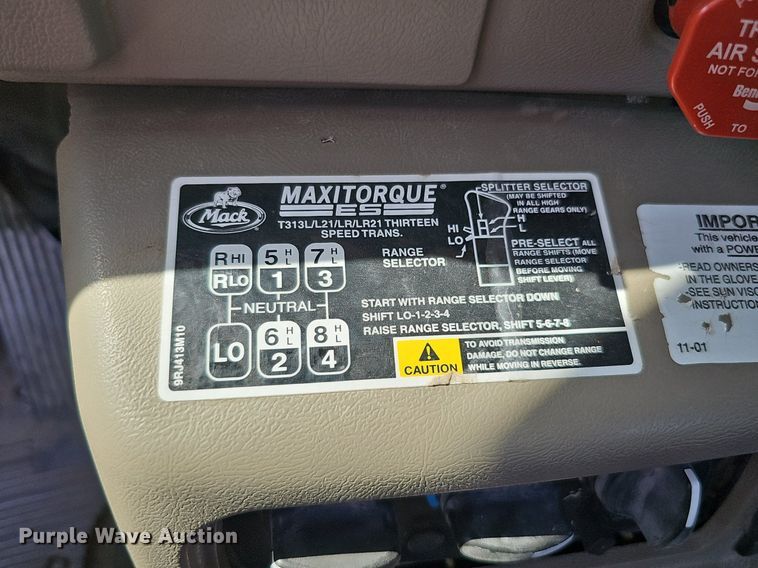 Mack
MAXITORQUE®
ES
T313L/L21/LR/LR21 THIRTEEN
SPEED TRANS.
SPLITTER SELECTOR
(MAY BE SHIFTED
IN ALL HIGH
RANGE GEARS ONLY)
H
L
HI
LO
RANGE
SELECTOR
PRE-SELECT ALL
RANGE SHIFTS (MOVE
RANGE SELECTOR
BEFORE MOVING
SHIFT LEVER)
R HI 5 H L 7 H L
R LO 1 3
NEUTRAL
LO 6 H L 8 H L
2 4
START WITH RANGE SELECTOR DOWN
SHIFT LO-1-2-3-4
RAISE RANGE SELECTOR, SHIFT 5-6-7-8
CAUTION
TO AVOID TRANSMISSION
DAMAGE, DO NOT CHANGE RANGE
WHILE MOVING IN REVERSE.
9RJ413M10
TR
AIR S
NOT FOR
Ben
PUSH TO
IMPOR
This vehicle
with a POWE
READ OWNERS
IN THE GLOVE
SEE SUN VISO
INSTRUCTION
11-01
Purple Wave Auction